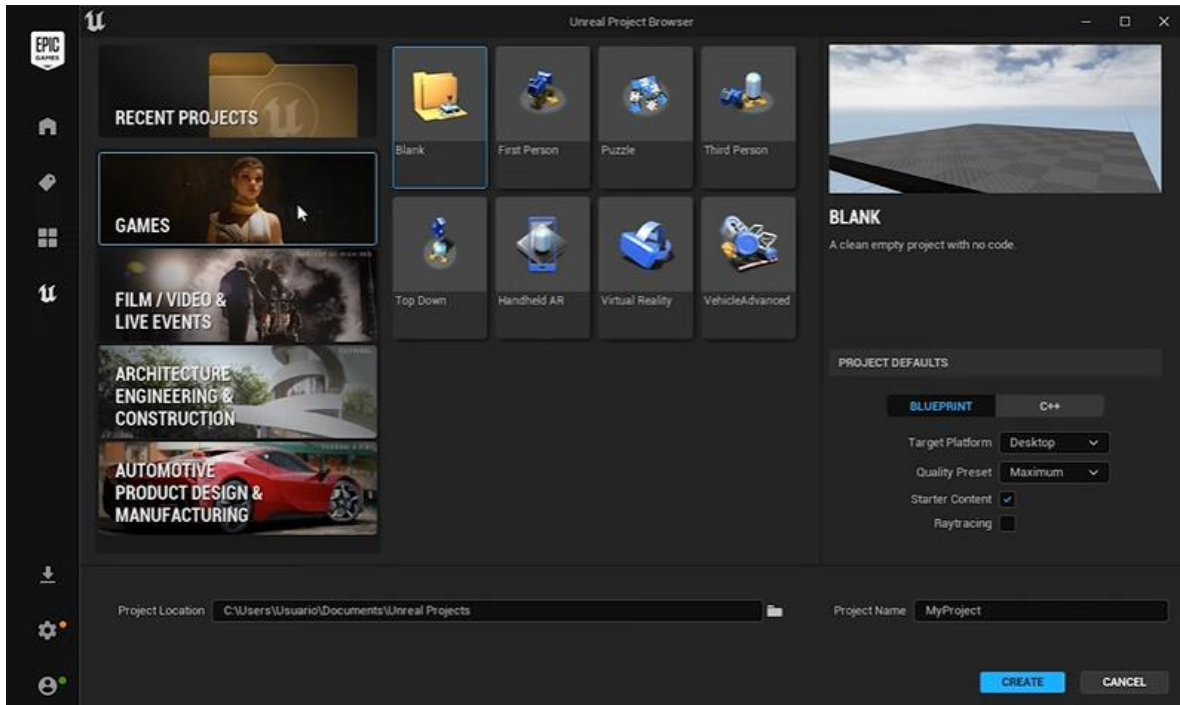 Unreal Project Browser
EPIC
GAMES
RECENT PROJECTS
GAMES
FILM / VIDEO &
LIVE EVENTS
ARCHITECTURE
ENGINEERING &
CONSTRUCTION
AUTOMOTIVE
PRODUCT DESIGN &
MANUFACTURING
Blank
First Person
Puzzle
Third Person
Top Down
Handheld AR
Virtual Reality
VehicleAdvanced
BLANK
A clean empty project with no code.
PROJECT DEFAULTS
BLUEPRINT C++
Target Platform Desktop
Quality Preset Maximum
Starter Content
Raytracing
Project Location C:\Users\Usuario\Documents\Unreal Projects
Project Name MyProject
CREATE CANCEL